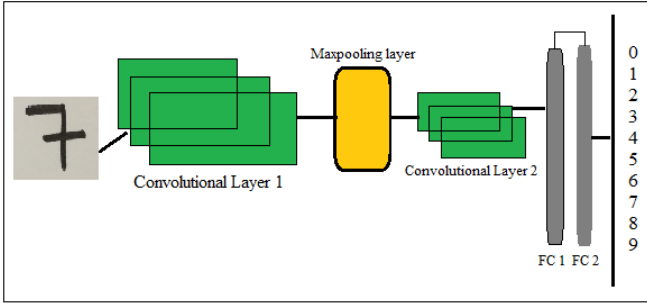 7
Convolutional Layer 1
Maxpooling layer
Convolutional Layer 2
FC 1 FC 2
0
1
2
3
4
5
6
7
8
9